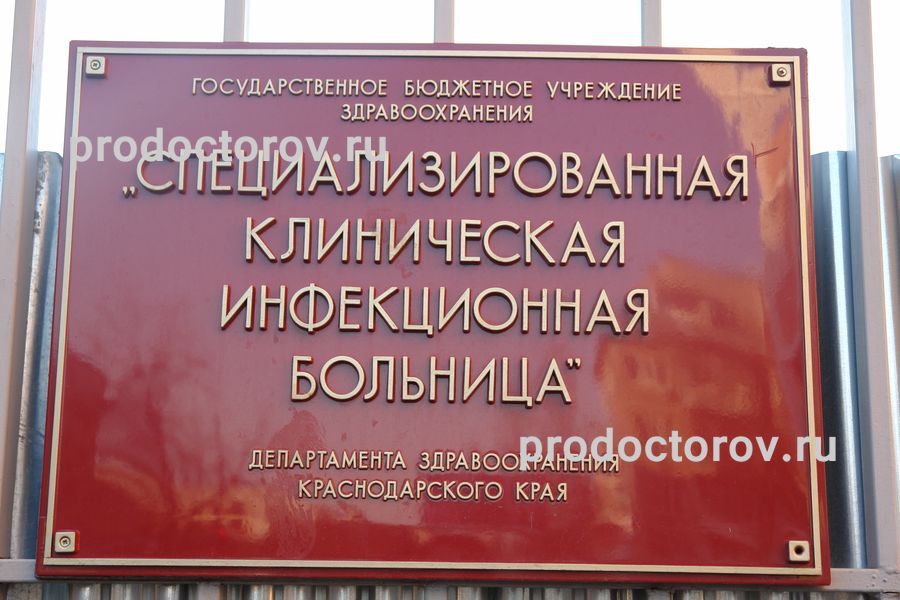 ГОСУДАРСТВЕННОЕ БЮДЖЕТНОЕ УЧРЕЖДЕНИЕ
ЗДРАВООХРАНЕНИЯ
prodoctorov.ru
„СПЕЦИАЛИЗИРОВАННАЯ
КЛИНИЧЕСКАЯ
ИНФЕКЦИОННАЯ
БОЛЬНИЦА”
prodoctorov.ru
ДЕПАРТАМЕНТА ЗДРАВООХРАНЕНИЯ
КРАСНОДАРСКОГО КРАЯ